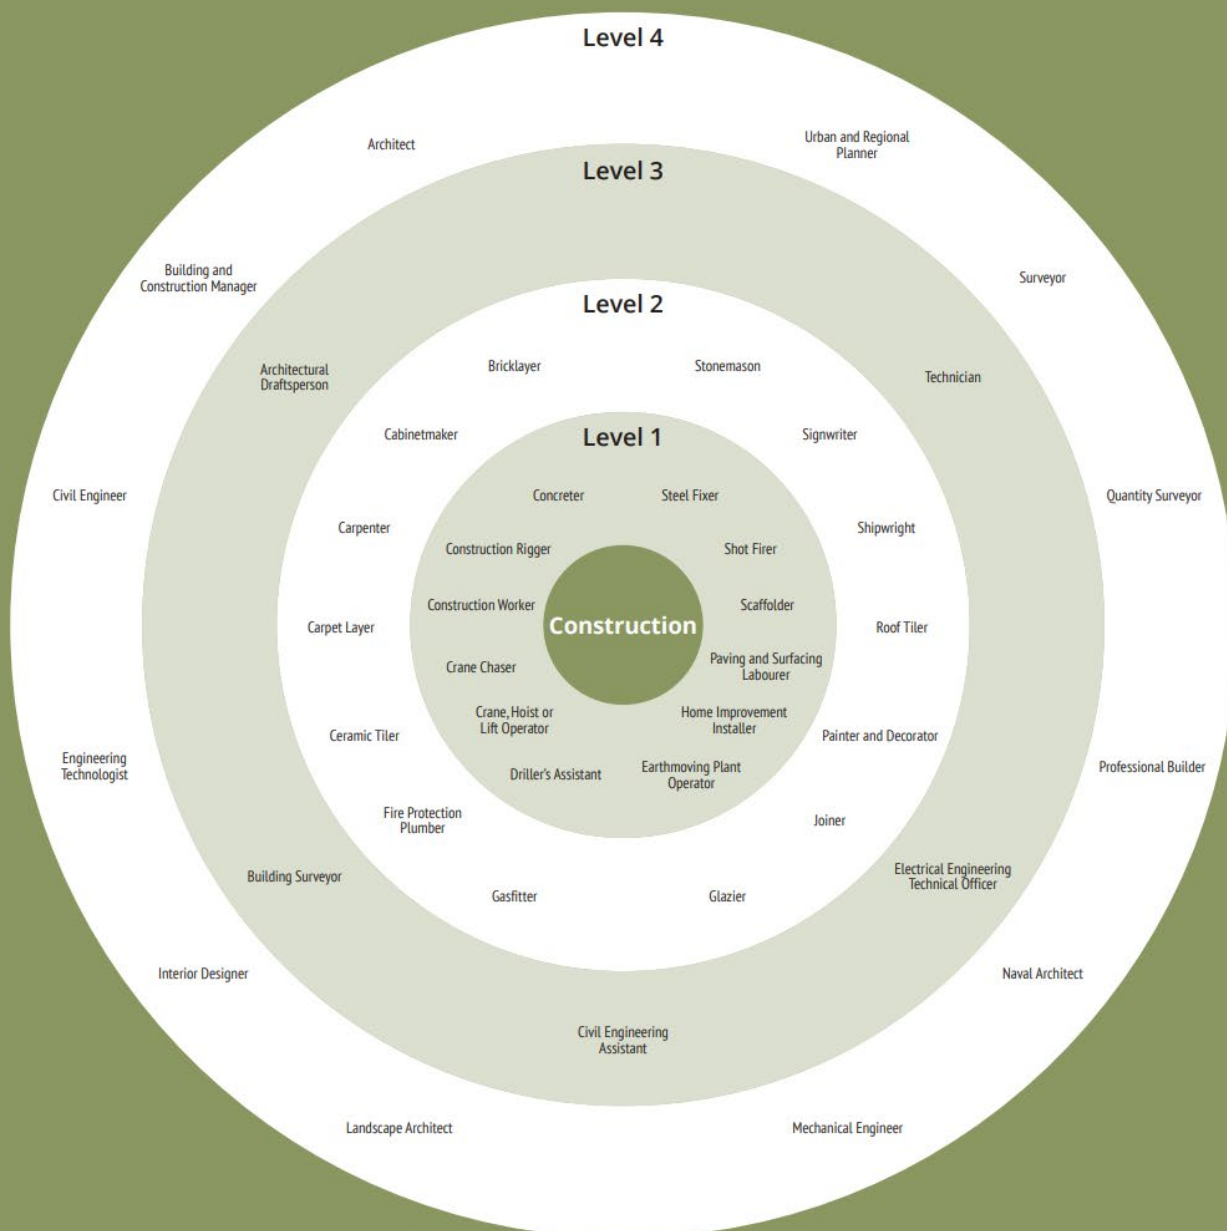 Level 4
Architect
Urban and Regional
Planner
Level 3
Building and
Construction Manager
Surveyor
Level 2
Architectural
Draftsperson
Bricklayer
Stonemason
Technician
Cabinetmaker
Level 1
Signwriter
Civil Engineer
Concreter
Steel Fixer
Quantity Surveyor
Carpenter
Shipwright
Construction Rigger
Shot Firer
Construction Worker
Scaffolder
Carpet Layer
Construction
Roof Tiler
Crane Chaser
Paving and Surfacing
Labourer
Crane, Hoist or
Lift Operator
Home Improvement
Installer
Ceramic Tiler
Painter and Decorator
Engineering
Technologist
Driller's Assistant
Earthmoving Plant
Operator
Professional Builder
Fire Protection
Plumber
Joiner
Building Surveyor
Electrical Engineering
Technical Officer
Gasfitter
Glazier
Interior Designer
Naval Architect
Civil Engineering
Assistant
Landscape Architect
Mechanical Engineer